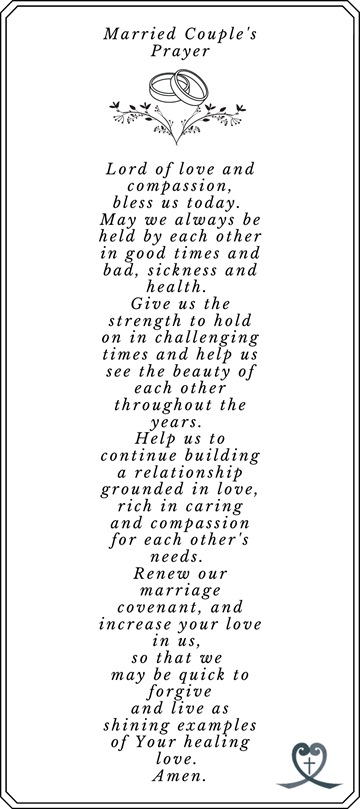 Married Couple's
Prayer
Lord of love and
compassion,
bless us today.
May we always be
held by each other
in good times and
bad, sickness and
health.
Give us the
strength to hold
on in challenging
times and help us
see the beauty of
each other
throughout the
years.
Help us to
continue building
a relationship
grounded in love,
rich in caring
and compassion
for each other's
needs.
Renew our
marriage
covenant, and
increase your love
in us,
so that we
may be quick to
forgive
and live as
shining examples
of Your healing
love.
Amen.